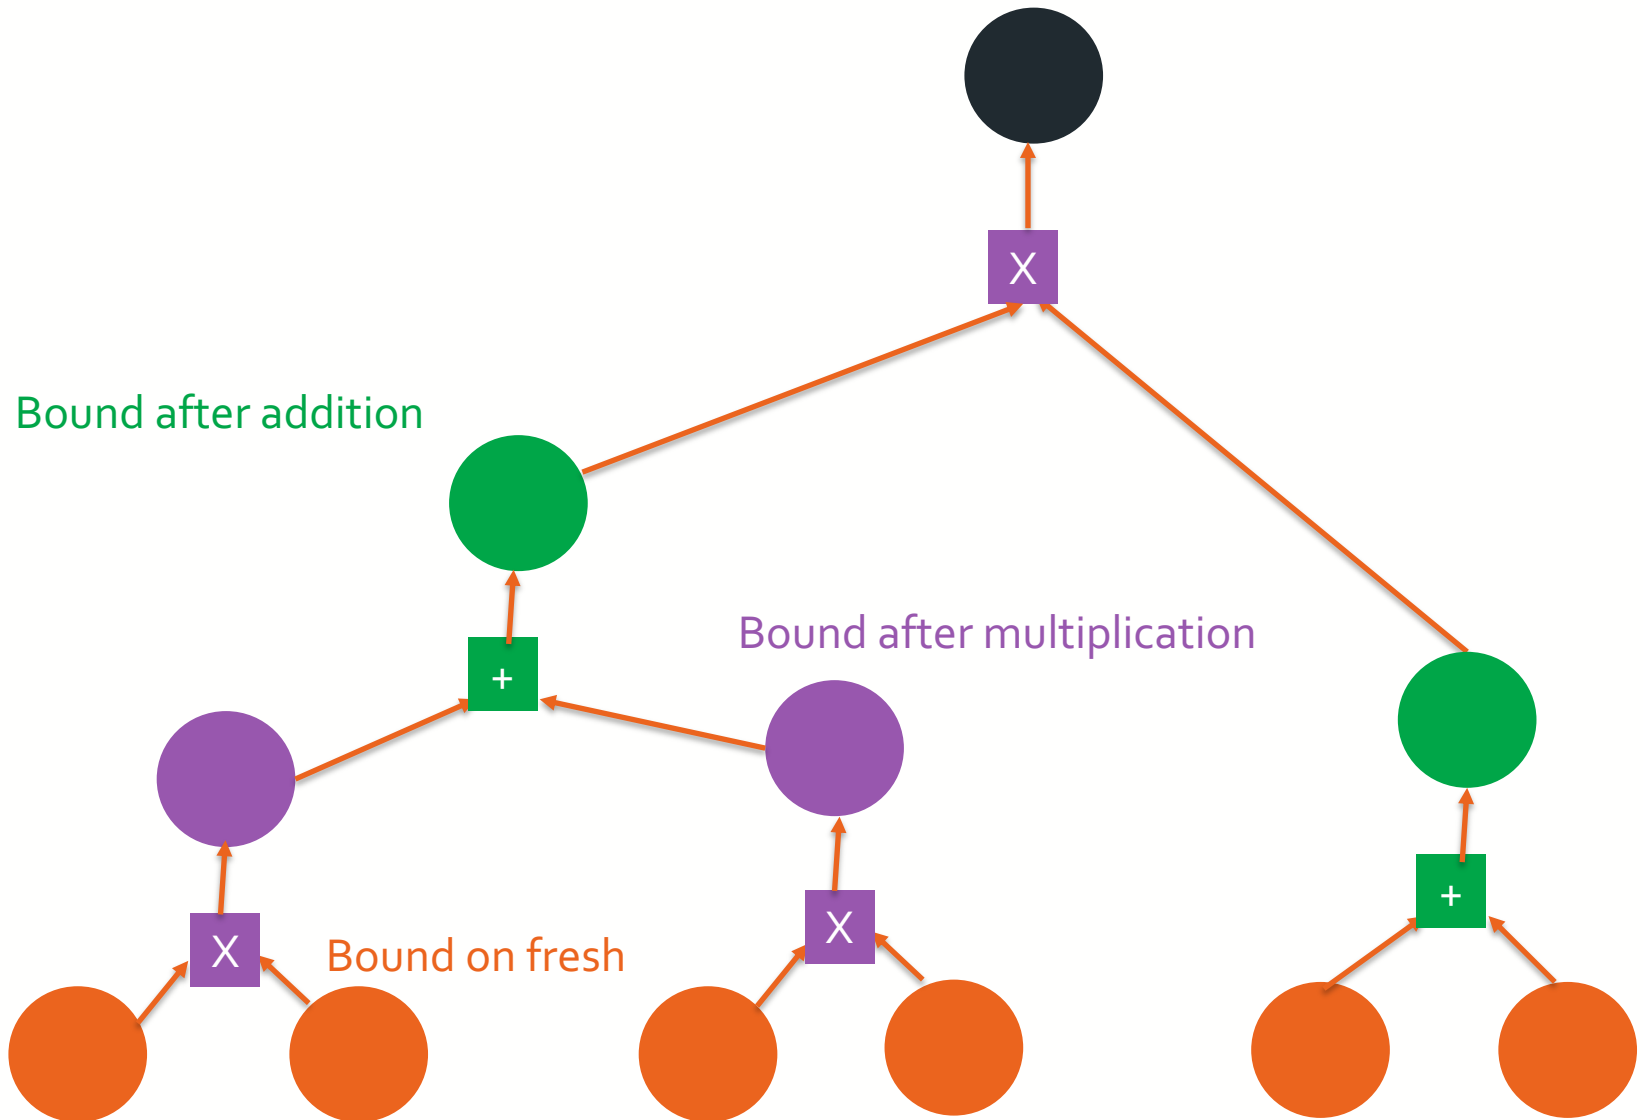 X
Bound after addition
Bound after multiplication
+
+
X
X
Bound on fresh